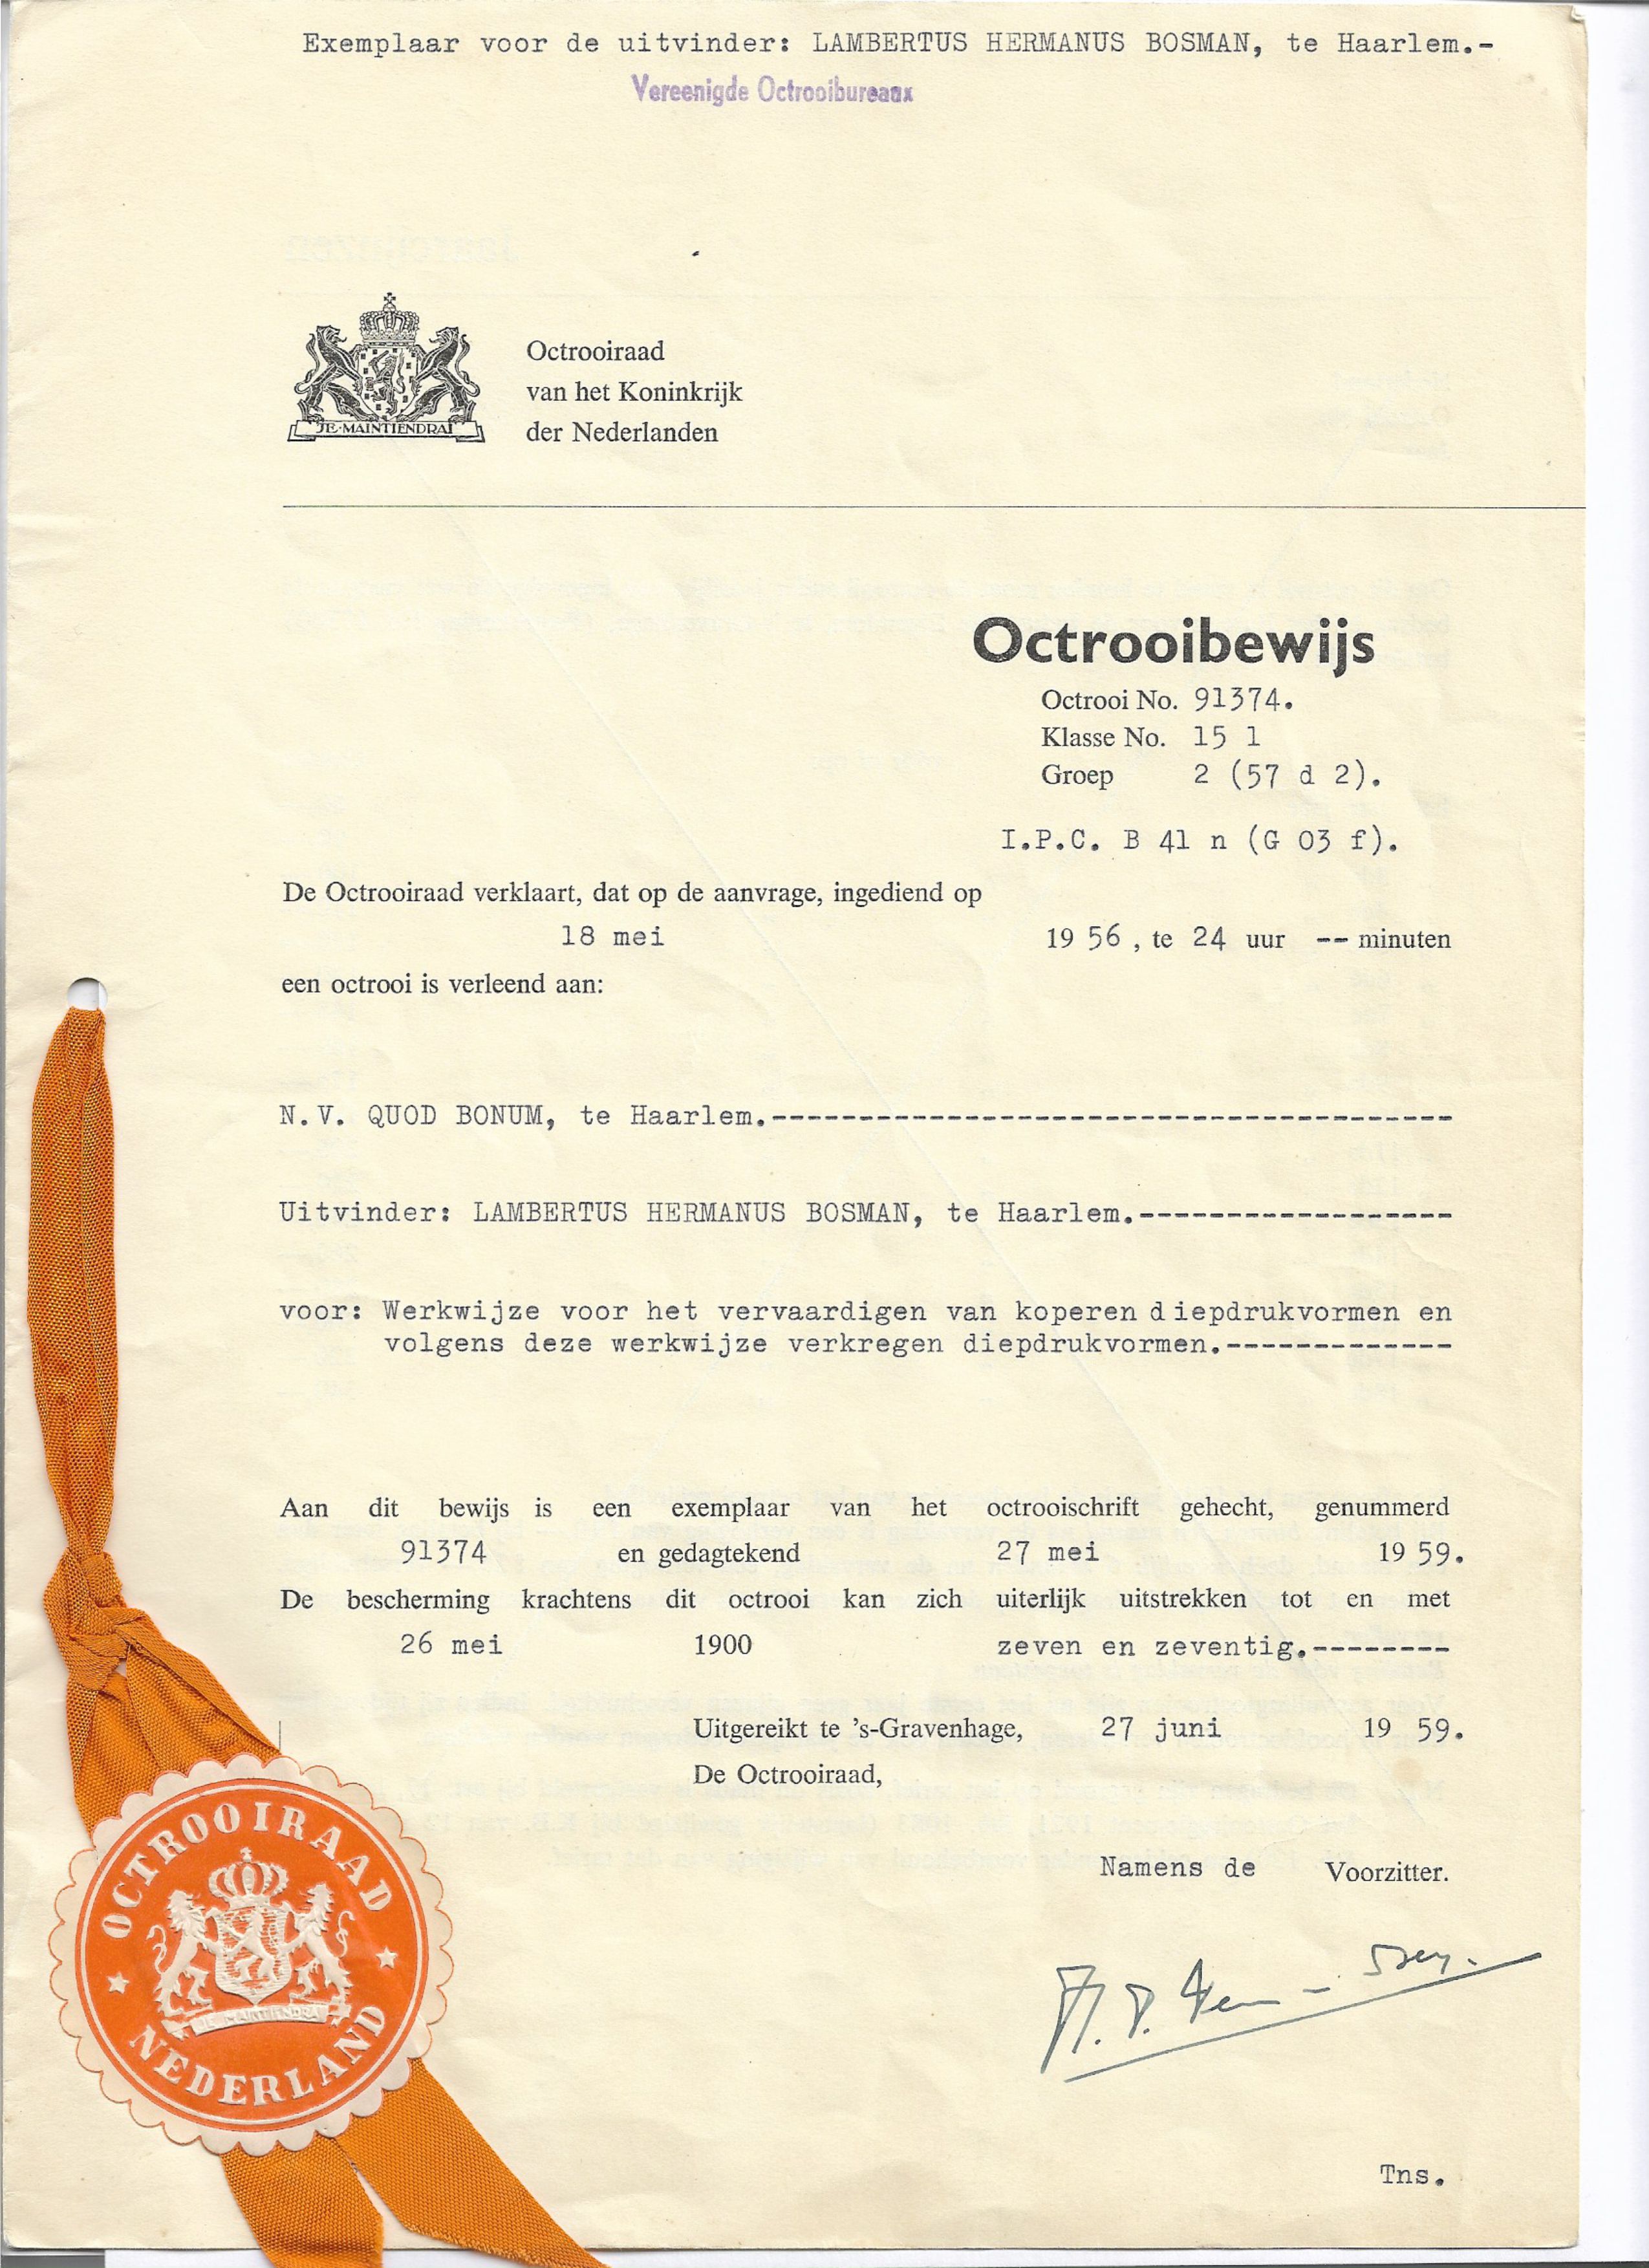 Exemplaar voor de uitvinder: LAMBERTUS HERMANUS BOSMAN, te Haarlem.-
Vereenigde Octrooibureaux
JE·MAINTIENDRAI
Octrooiraad
van het Koninkrijk
der Nederlanden
Octrooibewijs
Octrooi No. 91374.
Klasse No. 15 l
Groep 2 (57 d 2).
I.P.C. B 41 n (G 03 f).
De Octrooiraad verklaart, dat op de aanvrage, ingediend op
18 mei 19 56 , te 24 uur -- minuten
een octrooi is verleend aan:
N.V. QUOD BONUM, te Haarlem.---------------------------------------
Uitvinder: LAMBERTUS HERMANUS BOSMAN, te Haarlem.------------------
voor: Werkwijze voor het vervaardigen van koperen diepdrukvormen en
volgens deze werkwijze verkregen diepdrukvormen.-------------
Aan dit bewijs is een exemplaar van het octrooischrift gehecht, genummerd
91374 en gedagtekend 27 mei 19 59.
De bescherming krachtens dit octrooi kan zich uiterlijk uitstrekken tot en met
26 mei 1900 zeven en zeventig.--------
Uitgereikt te 's-Gravenhage, 27 juni 19 59.
De Octrooiraad,
Namens de Voorzitter.
OCTROOIRAAD
JE MAINTIENDRAI
NEDERLAND
Tns.